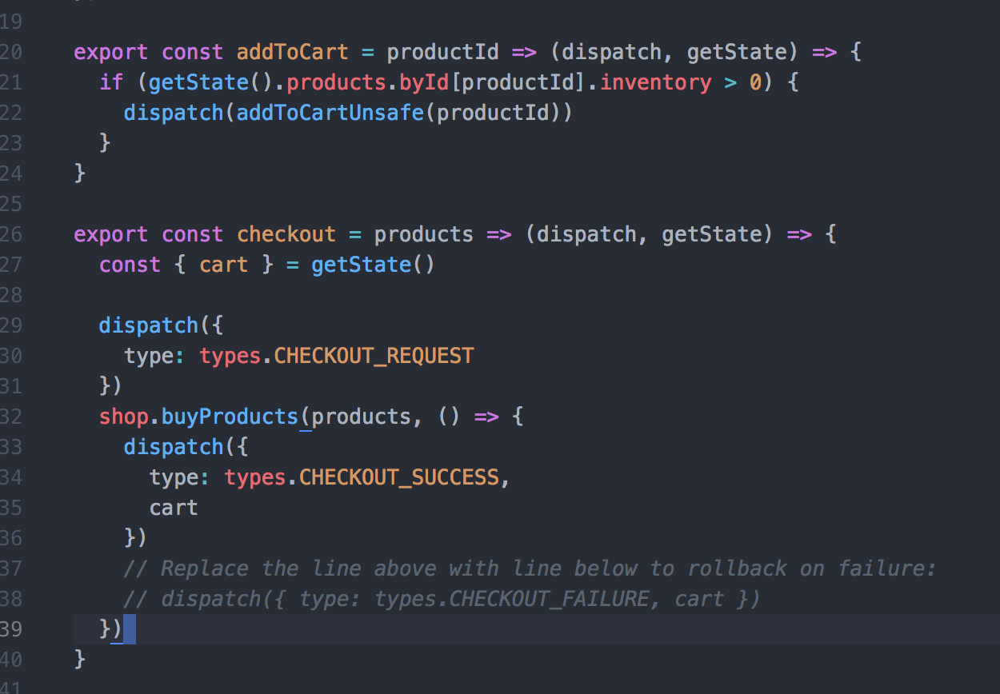 19
20 export const addToCart = productId => (dispatch, getState) => {
21 if (getState().products.byId[productId].inventory > 0) {
22 dispatch(addToCartUnsafe(productId))
23 }
24 }
25
26 export const checkout = products => (dispatch, getState) => {
27 const { cart } = getState()
28
29 dispatch({
30 type: types.CHECKOUT_REQUEST
31 })
32 shop.buyProducts(products, () => {
33 dispatch({
34 type: types.CHECKOUT_SUCCESS,
35 cart
36 })
37 // Replace the line above with line below to rollback on failure:
38 // dispatch({ type: types.CHECKOUT_FAILURE, cart })
39 })
40 }
41